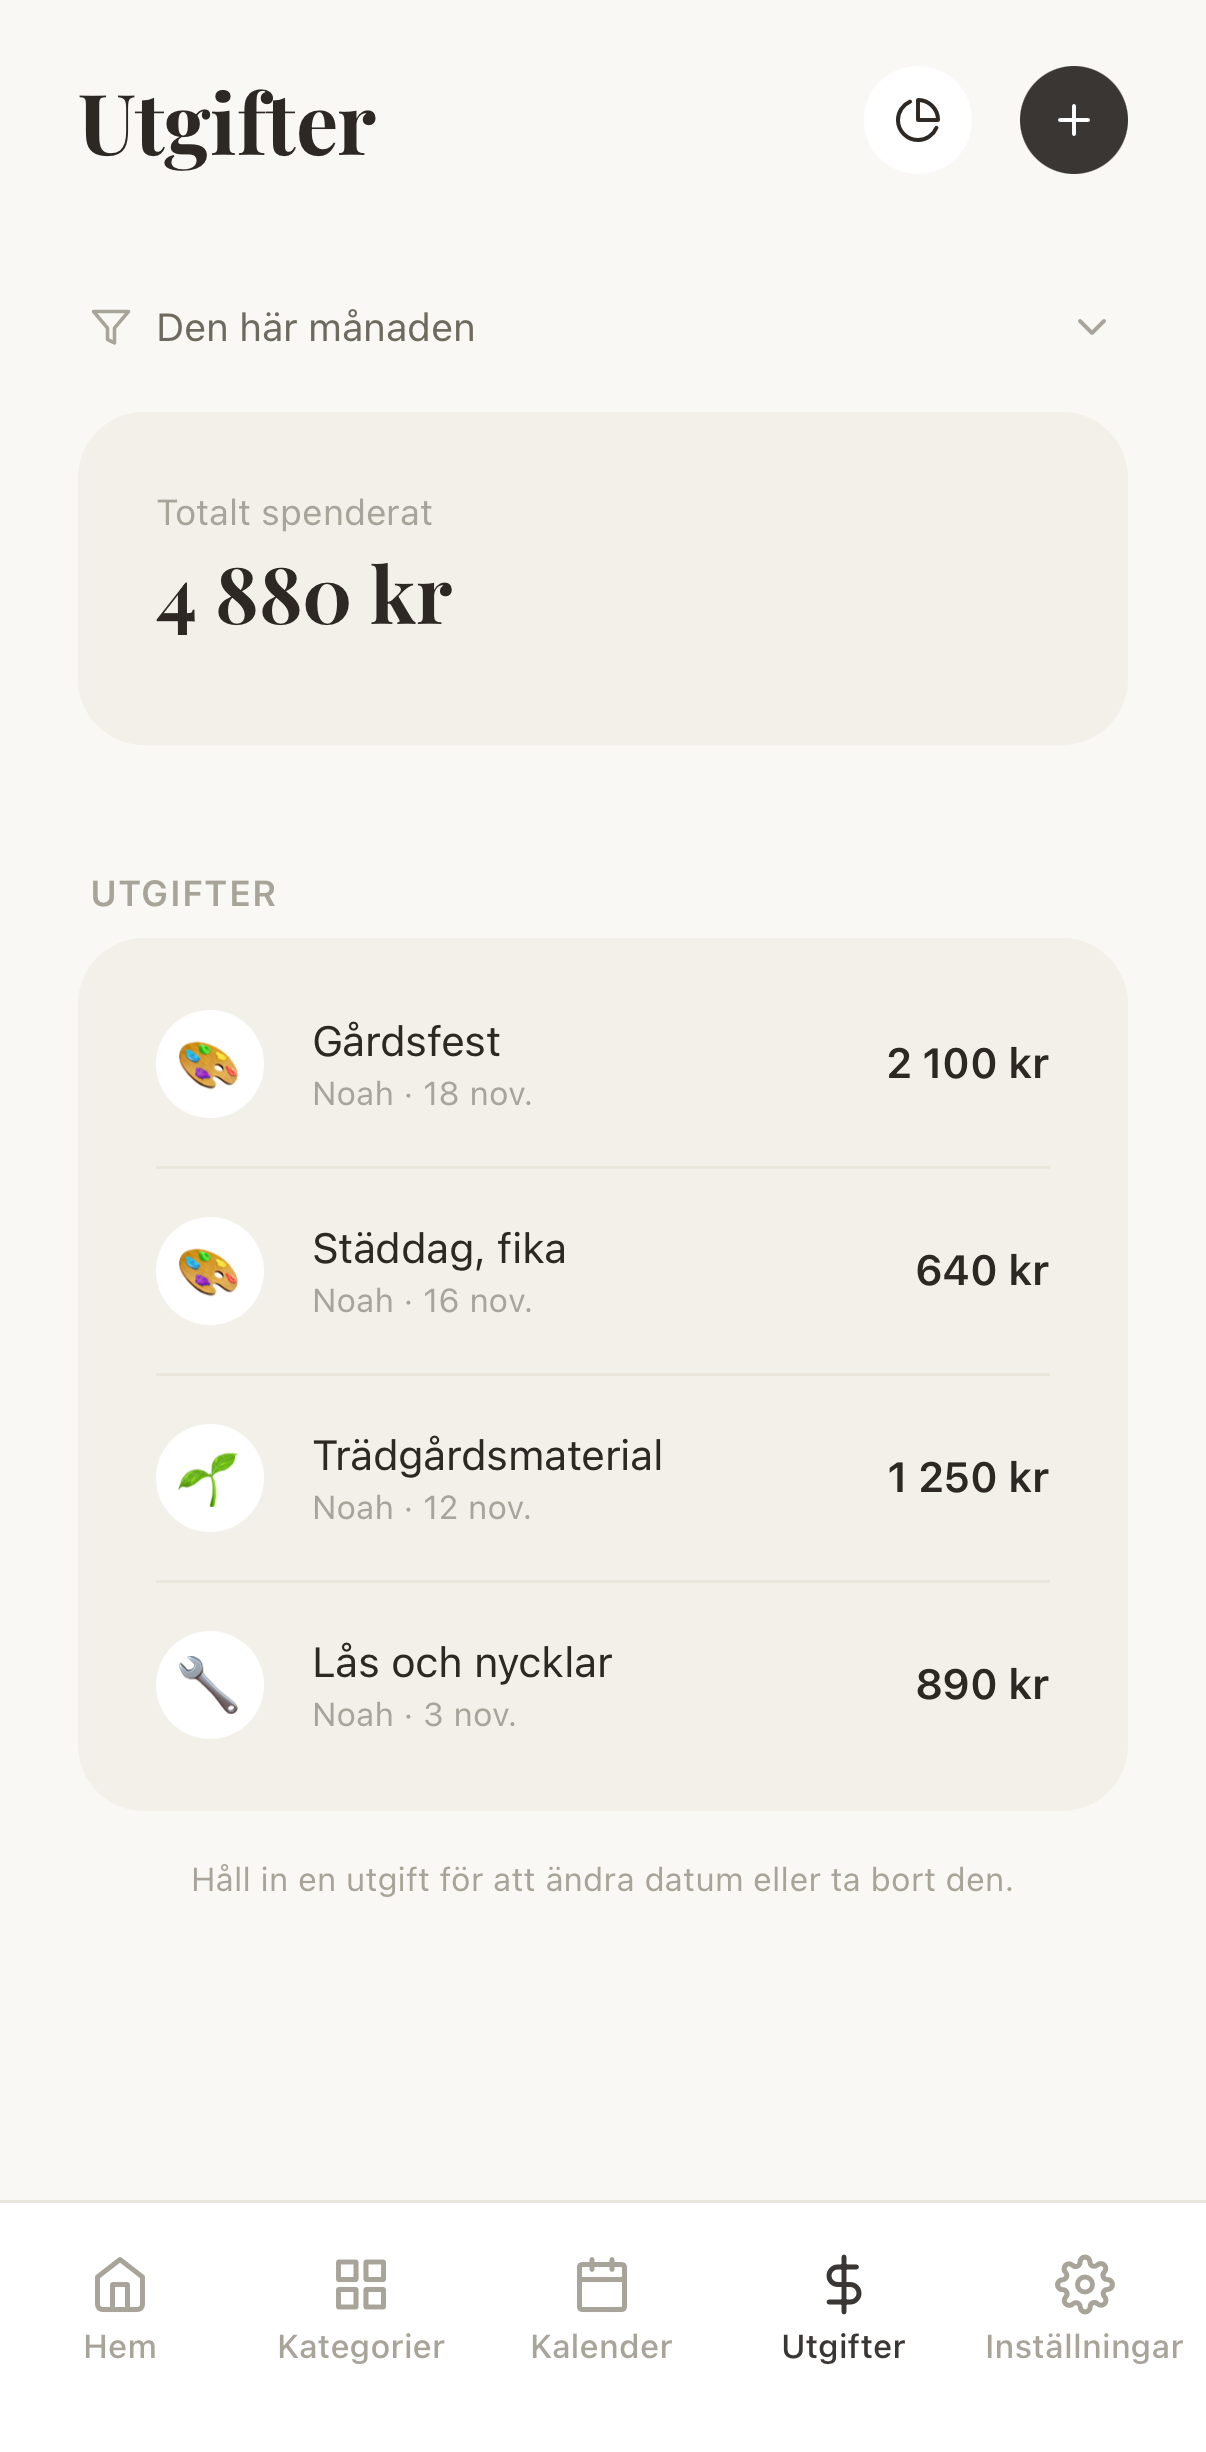 Utgifter
Den här månaden
Totalt spenderat
4 880 kr
UTGIFTER
Gårdsfest
2 100 kr
Noah · 18 nov.
Städdag, fika
640 kr
Noah · 16 nov.
Trädgårdsmaterial
1 250 kr
Noah · 12 nov.
Lås och nycklar
890 kr
Noah · 3 nov.
Håll in en utgift för att ändra datum eller ta bort den.
Hem
Kategorier
Kalender
Utgifter
Inställningar